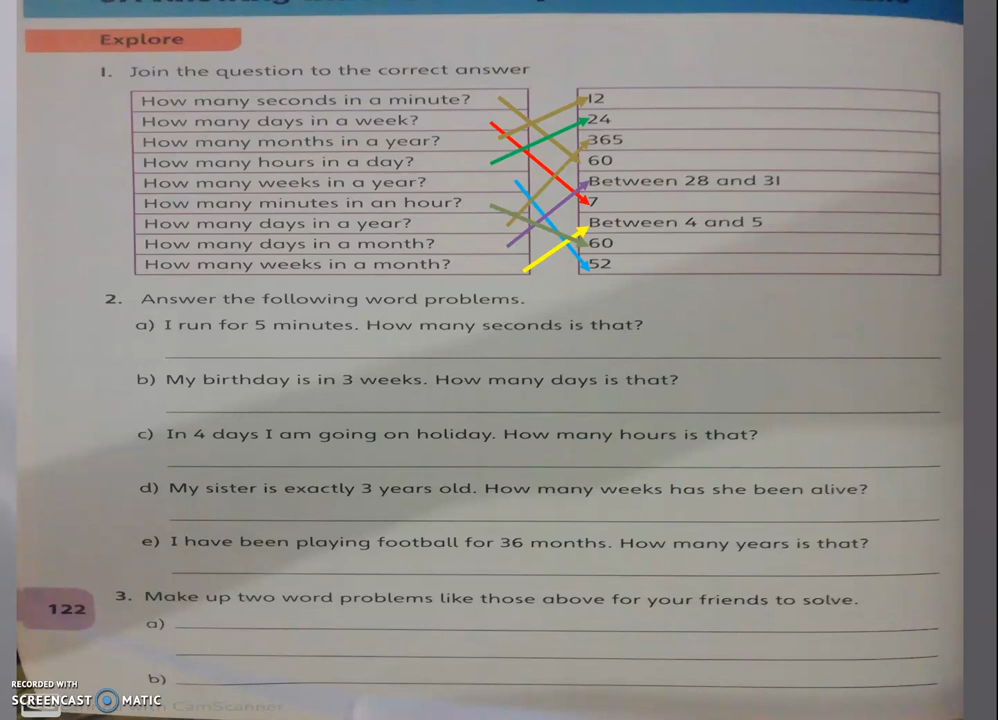 Explore
1. Join the question to the correct answer
How many seconds in a minute? 12
How many days in a week? 24
How many months in a year? 365
How many hours in a day? 60
How many weeks in a year? Between 28 and 31
How many minutes in an hour? 7
How many days in a year? Between 4 and 5
How many days in a month? 60
How many weeks in a month? 52
2. Answer the following word problems.
a) I run for 5 minutes. How many seconds is that?
b) My birthday is in 3 weeks. How many days is that?
c) In 4 days I am going on holiday. How many hours is that?
d) My sister is exactly 3 years old. How many weeks has she been alive?
e) I have been playing football for 36 months. How many years is that?
3. Make up two word problems like those above for your friends to solve.
122
a)
b)
RECORDED WITH
SCREENCAST MATIC
CamScanner